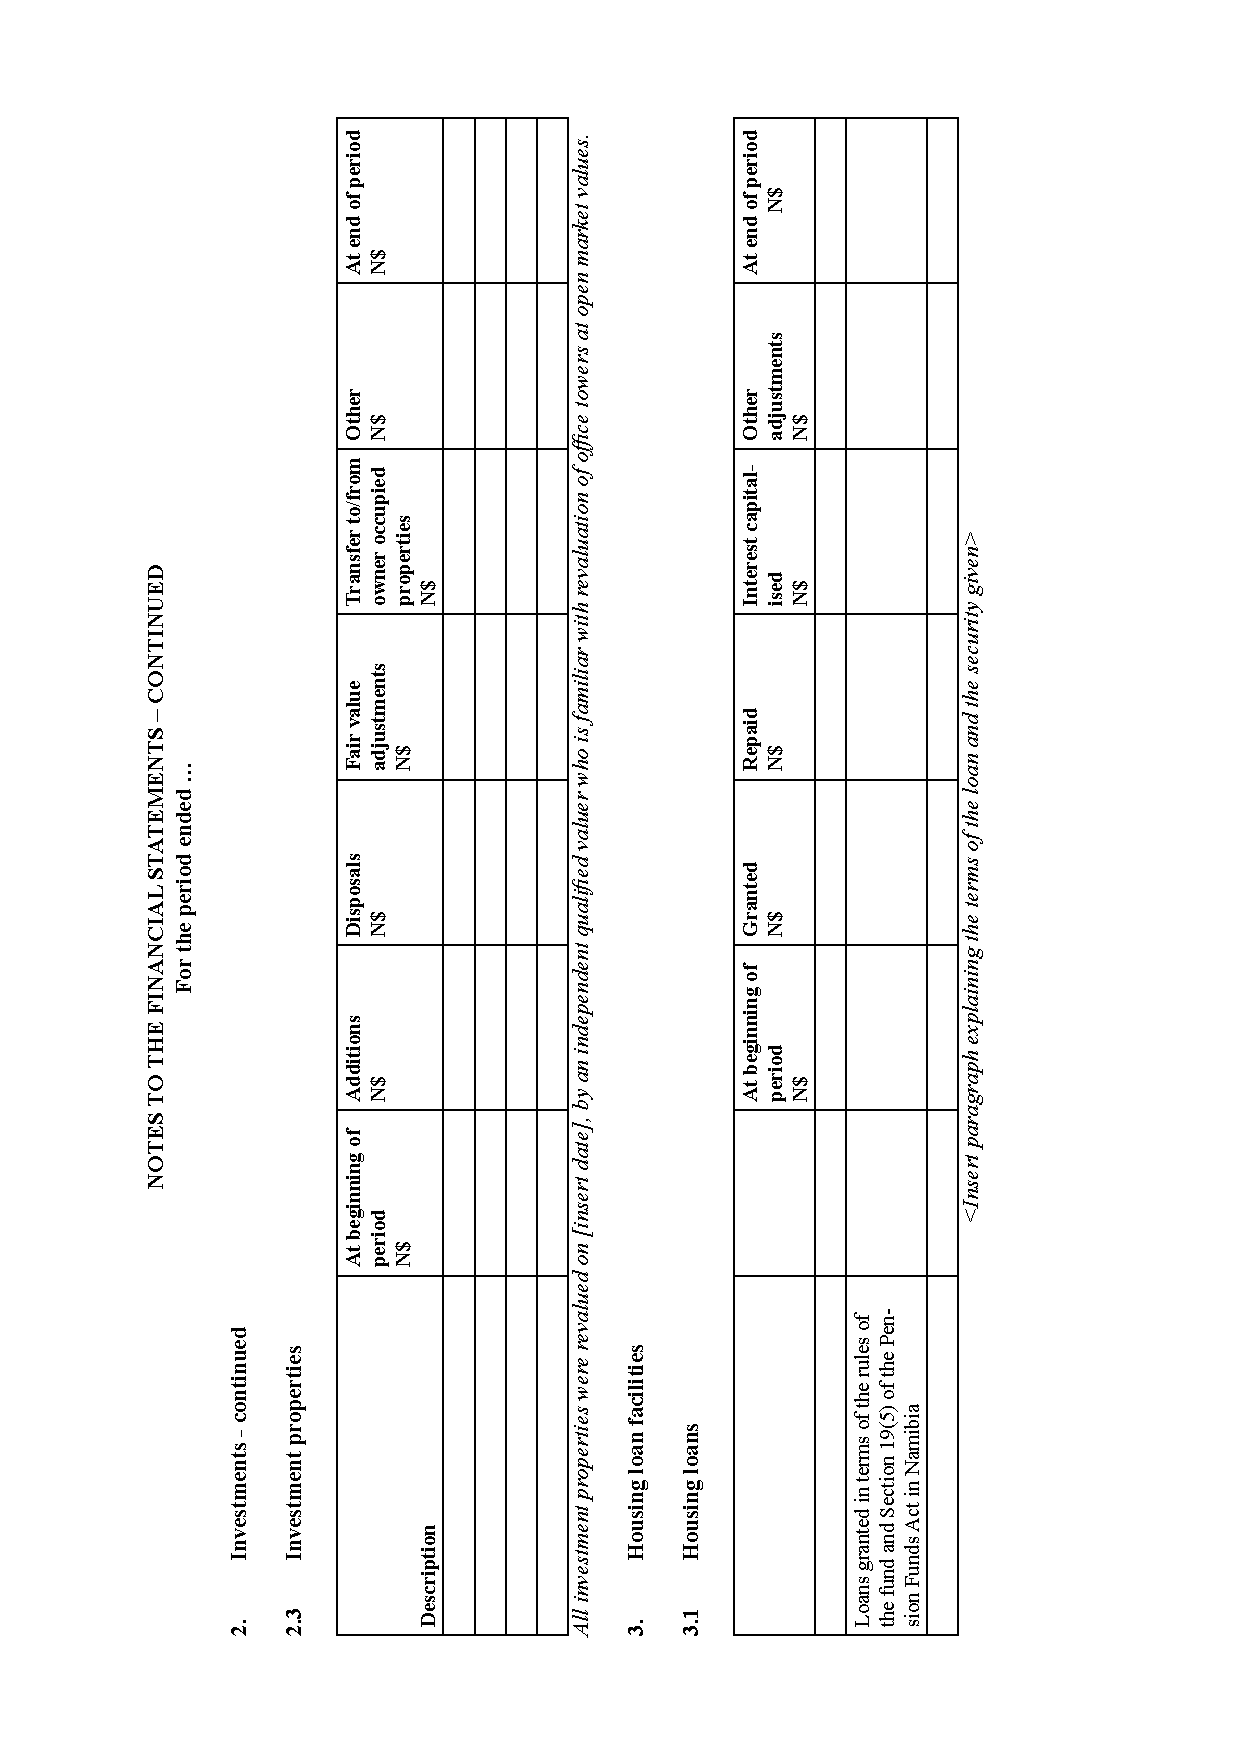 NOTES TO THE FINANCIAL STATEMENTS – CONTINUED
For the period ended …
2. Investments - continued
2.3 Investment properties
Description
At beginning of
period
N$
Additions
N$
Disposals
N$
Fair value
adjustments
N$
Transfer to/from
owner occupied
properties
N$
Other
N$
At end of period
N$
All investment properties were revalued on [insert date], by an independent qualified valuer who is familiar with revaluation of office towers at open market values.
3. Housing loan facilities
3.1 Housing loans
At beginning of
period
N$
Granted
N$
Repaid
N$
Interest capital-
ised
N$
Other
adjustments
N$
At end of period
N$
Loans granted in terms of the rules of
the fund and Section 19(5) of the Pen-
sion Funds Act in Namibia
<Insert paragraph explaining the terms of the loan and the security given>